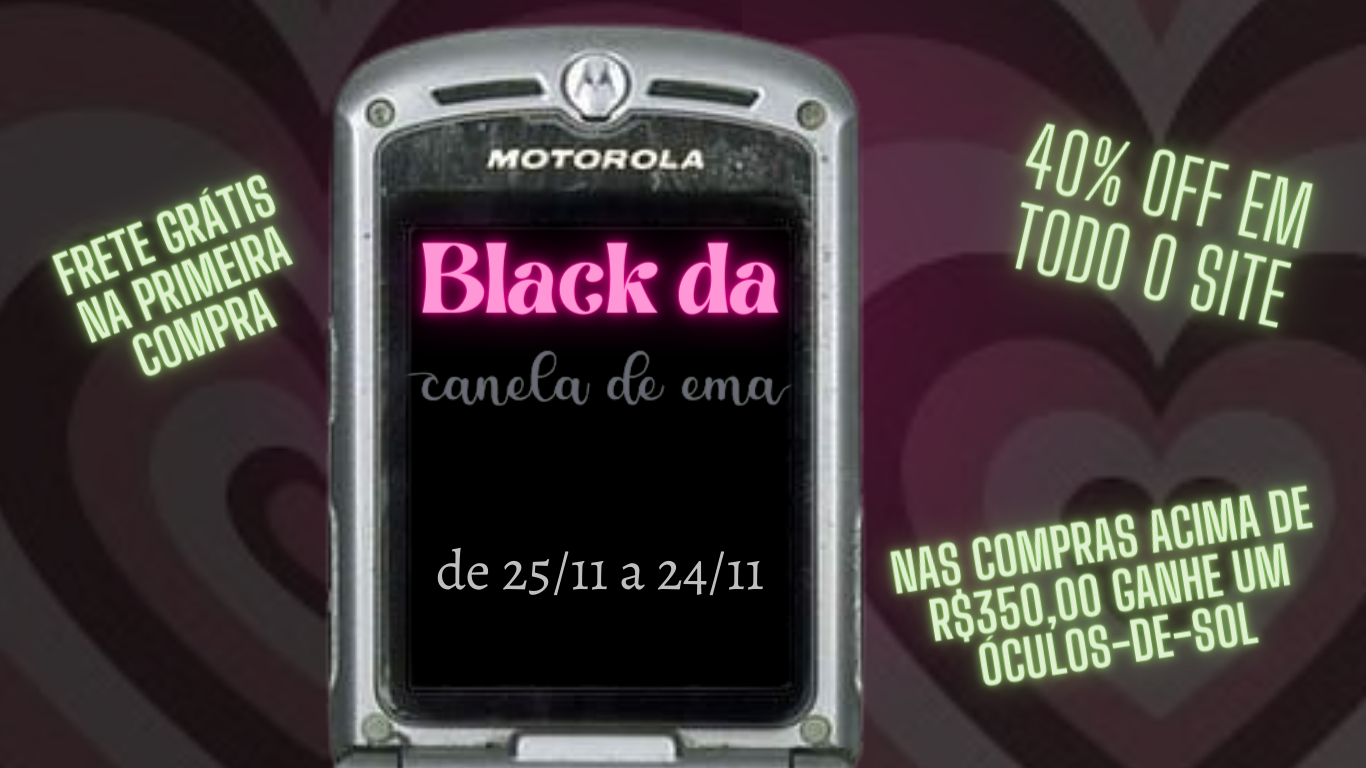 MOTOROLA
Black da
canela de ema
de 25/11 a 24/11
FRETE GRÁTIS
NA PRIMEIRA
COMPRA
40% OFF EM
TODO O SITE
NAS COMPRAS ACIMA DE
R$350,00 GANHE UM
ÓCULOS-DE-SOL